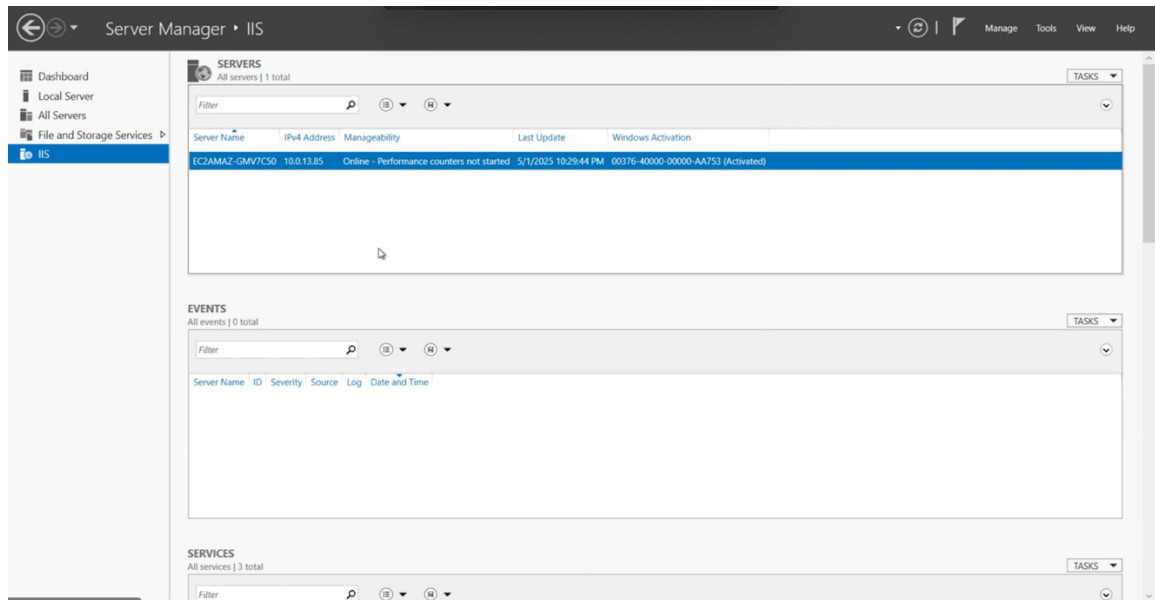 Server Manager ‣ IIS
Manage Tools View Help
Dashboard
Local Server
All Servers
File and Storage Services
IIS
SERVERS
All servers | 1 total
TASKS
Filter
Server Name IPv4 Address Manageability Last Update Windows Activation
EC2AMAZ-GMV7C50 10.0.13.85 Online - Performance counters not started 5/1/2025 10:29:44 PM 00376-40000-00000-AA753 (Activated)
EVENTS
All events | 0 total
TASKS
Filter
Server Name ID Severity Source Log Date and Time
SERVICES
All services | 3 total
TASKS
Filter